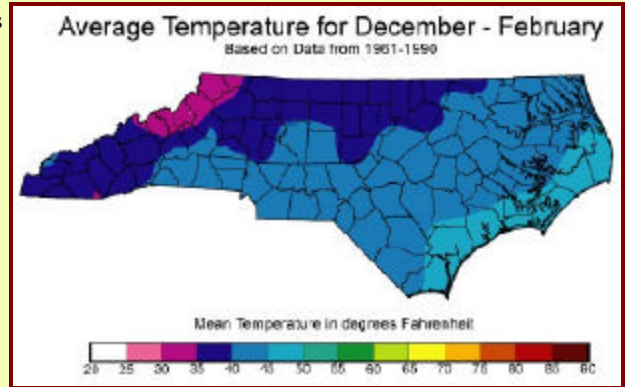 s
Average Temperature for December - February
Based on Data from 1961-1990
Mean Temperature in degrees Fahrenheit
20 25 30 35 40 45 50 55 60 65 70 75 80 85 90